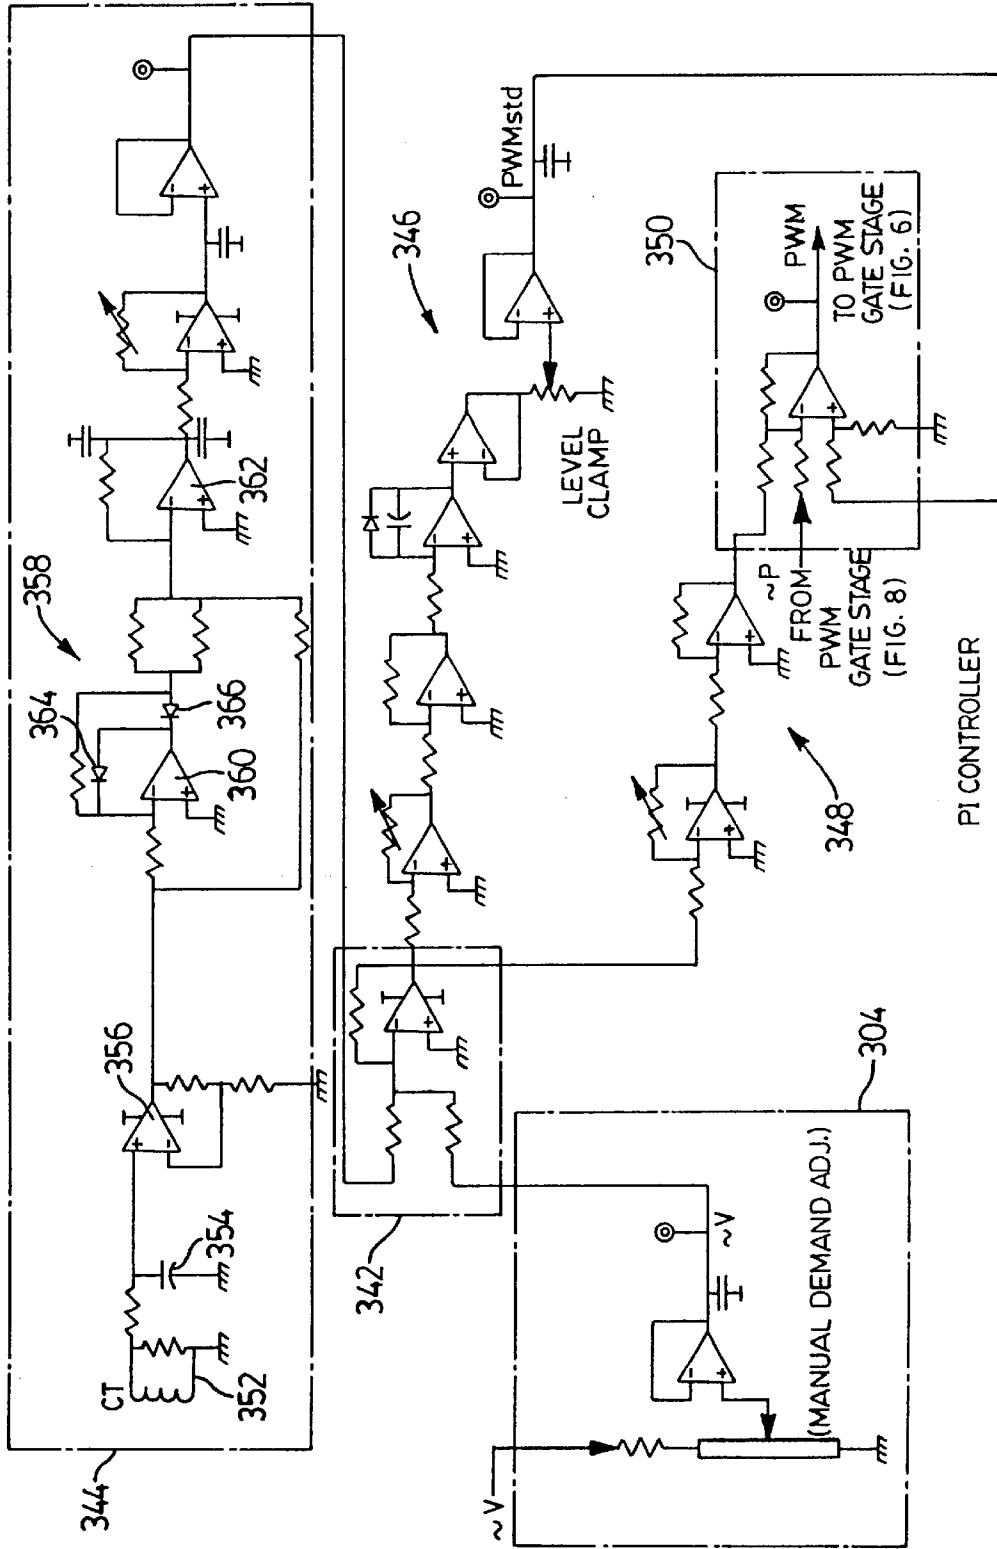 344
CT
352
354
356
358
364
360
366
362
342
346
LEVEL
CLAMP
PWMstd
350
PWM
TO PWM
GATE STAGE
(FIG. 6)
~P
FROM
PWM
GATE STAGE
(FIG. 8)
348
304
~V
~V
(MANUAL DEMAND ADJ.)
PI CONTROLLER